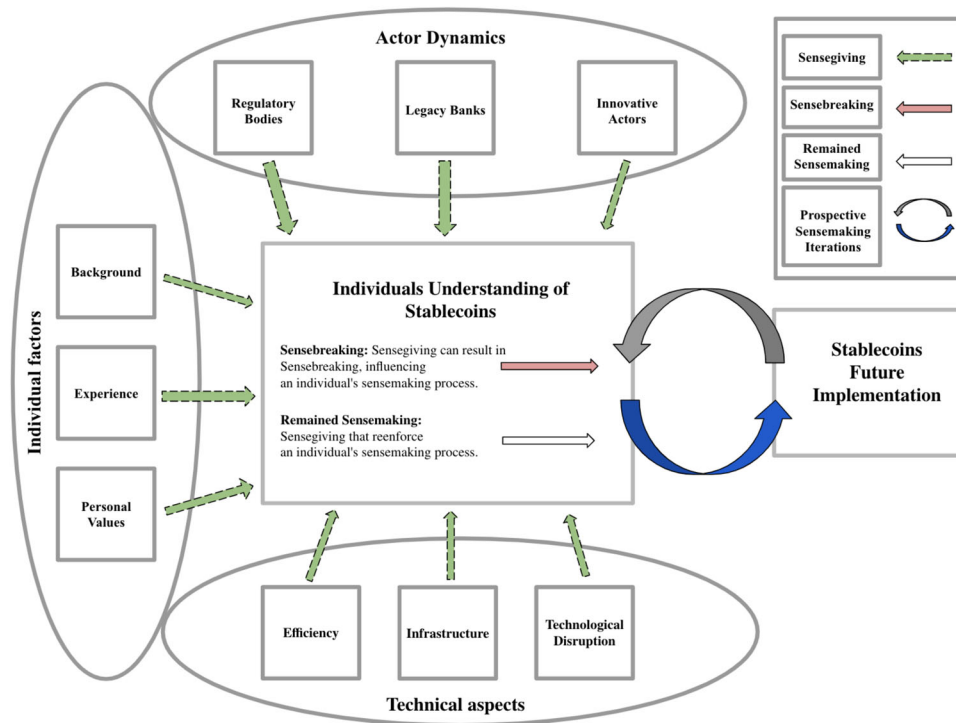 Actor Dynamics
Regulatory
Bodies
Legacy Banks
Innovative
Actors
Sensegiving
Sensebreaking
Remained
Sensemaking
Prospective
Sensemaking
Iterations
Individual factors
Background
Experience
Personal
Values
Individuals Understanding of
Stablecoins
Sensebreaking: Sensegiving can result in
Sensebreaking, influencing
an individual's sensemaking process.
Remained Sensemaking:
Sensegiving that reenforce
an individual's sensemaking process.
Stablecoins
Future
Implementation
Efficiency
Infrastructure
Technological
Disruption
Technical aspects